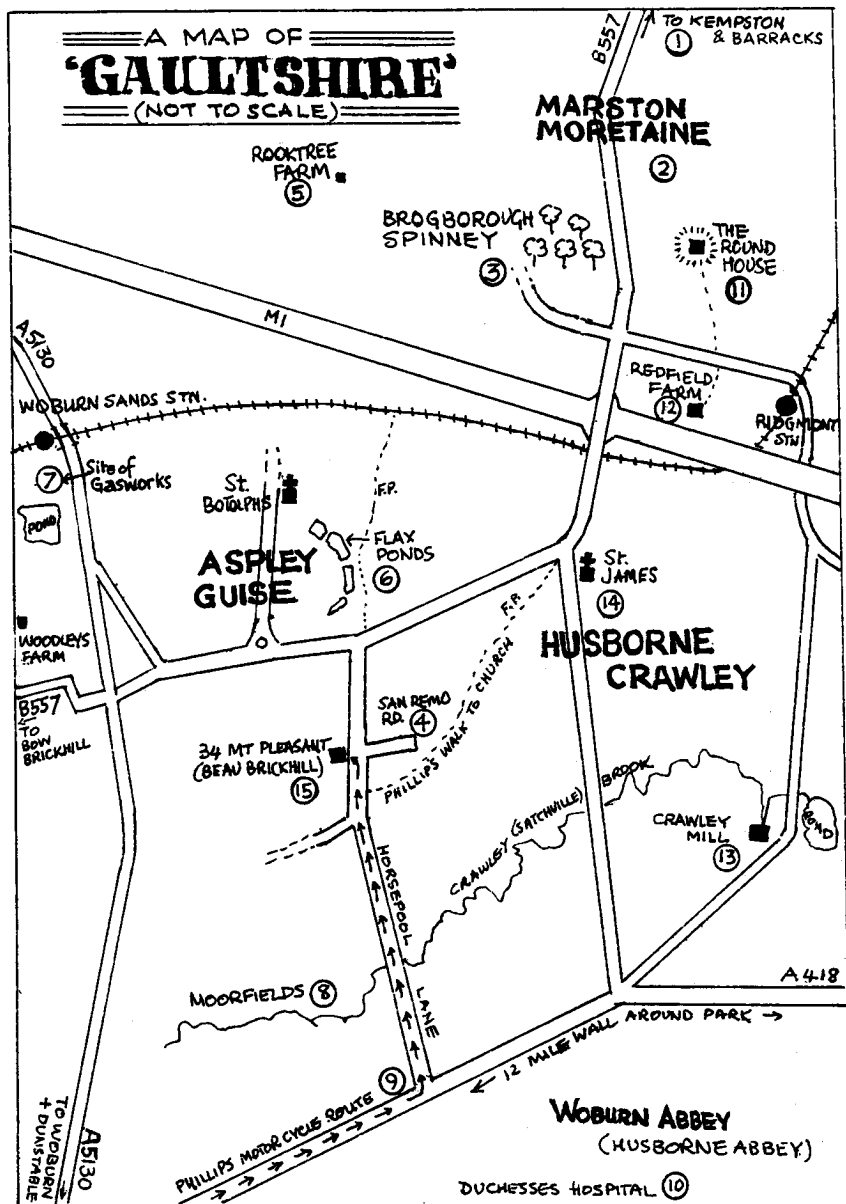 A MAP OF
'GAULTSHIRE'
(NOT TO SCALE)
B557
TO KEMPSTON
& BARRACKS
1
MARSTON
MORETAINE
2
ROOKTREE
FARM
5
BROGBOROUGH
SPINNEY
3
THE
ROUND
HOUSE
11
M1
A5130
WOBURN SANDS STN.
REDFIELD
FARM
12
RIDGMONT
STN
7
Site of
Gasworks
POND
St.
BOTOLPHS
F.P.
FLAX
PONDS
6
ASPLEY
GUISE
St.
JAMES
14
F.P.
HUSBORNE
CRAWLEY
WOODLEYS
FARM
B557
TO
BOW
BRICKHILL
SAN REMO
RD.
4
34 MT PLEASANT
(BEAU BRICKHILL)
15
PHILLIPS WALK TO CHURCH
CRAWLEY (SATCHVILLE) BROOK
CRAWLEY
MILL
13
POND
HORSEPOOL
LANE
MOORFIELDS 8
A418
12 MILE WALL AROUND PARK
9
PHILLIPS MOTOR CYCLE ROUTE
TO WOBURN
+ DUNSTABLE
A5130
WOBURN ABBEY
(HUSBORNE ABBEY)
DUCHESSES HOSPITAL 10